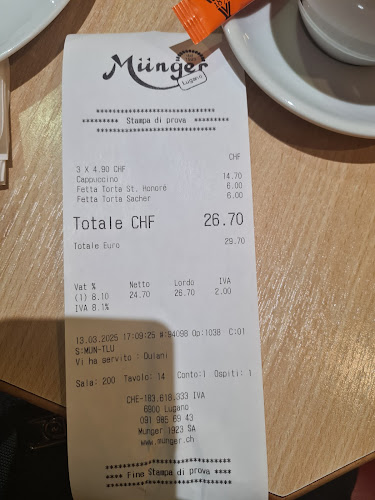 Münger
Lugano
*******************************
********* Stampa di prova *********
*******************************
CHF
3 X 4.90 CHF
Cappuccino 14.70
Fetta Torta St. Honoré 6.00
Fetta Torta Sacher 6.00
Totale CHF 26.70
Totale Euro 29.70
Vat % Netto Lordo IVA
(1) 8.10 24.70 26.70 2.00
IVA 8.1%
13.03.2025 17:09:25 #:94098 Op:1038 C:01
S:MUN-TLU
Vi ha servito : Oulani
Sala: 200 Tavolo: 14 Conto:1 Ospiti: 1
CHE-183.618.333 IVA
6900 Lugano
091 985 69 43
Munger 1923 SA
www.munger.ch
*******************************
**** Fine Stampa di prova ****
*******************************